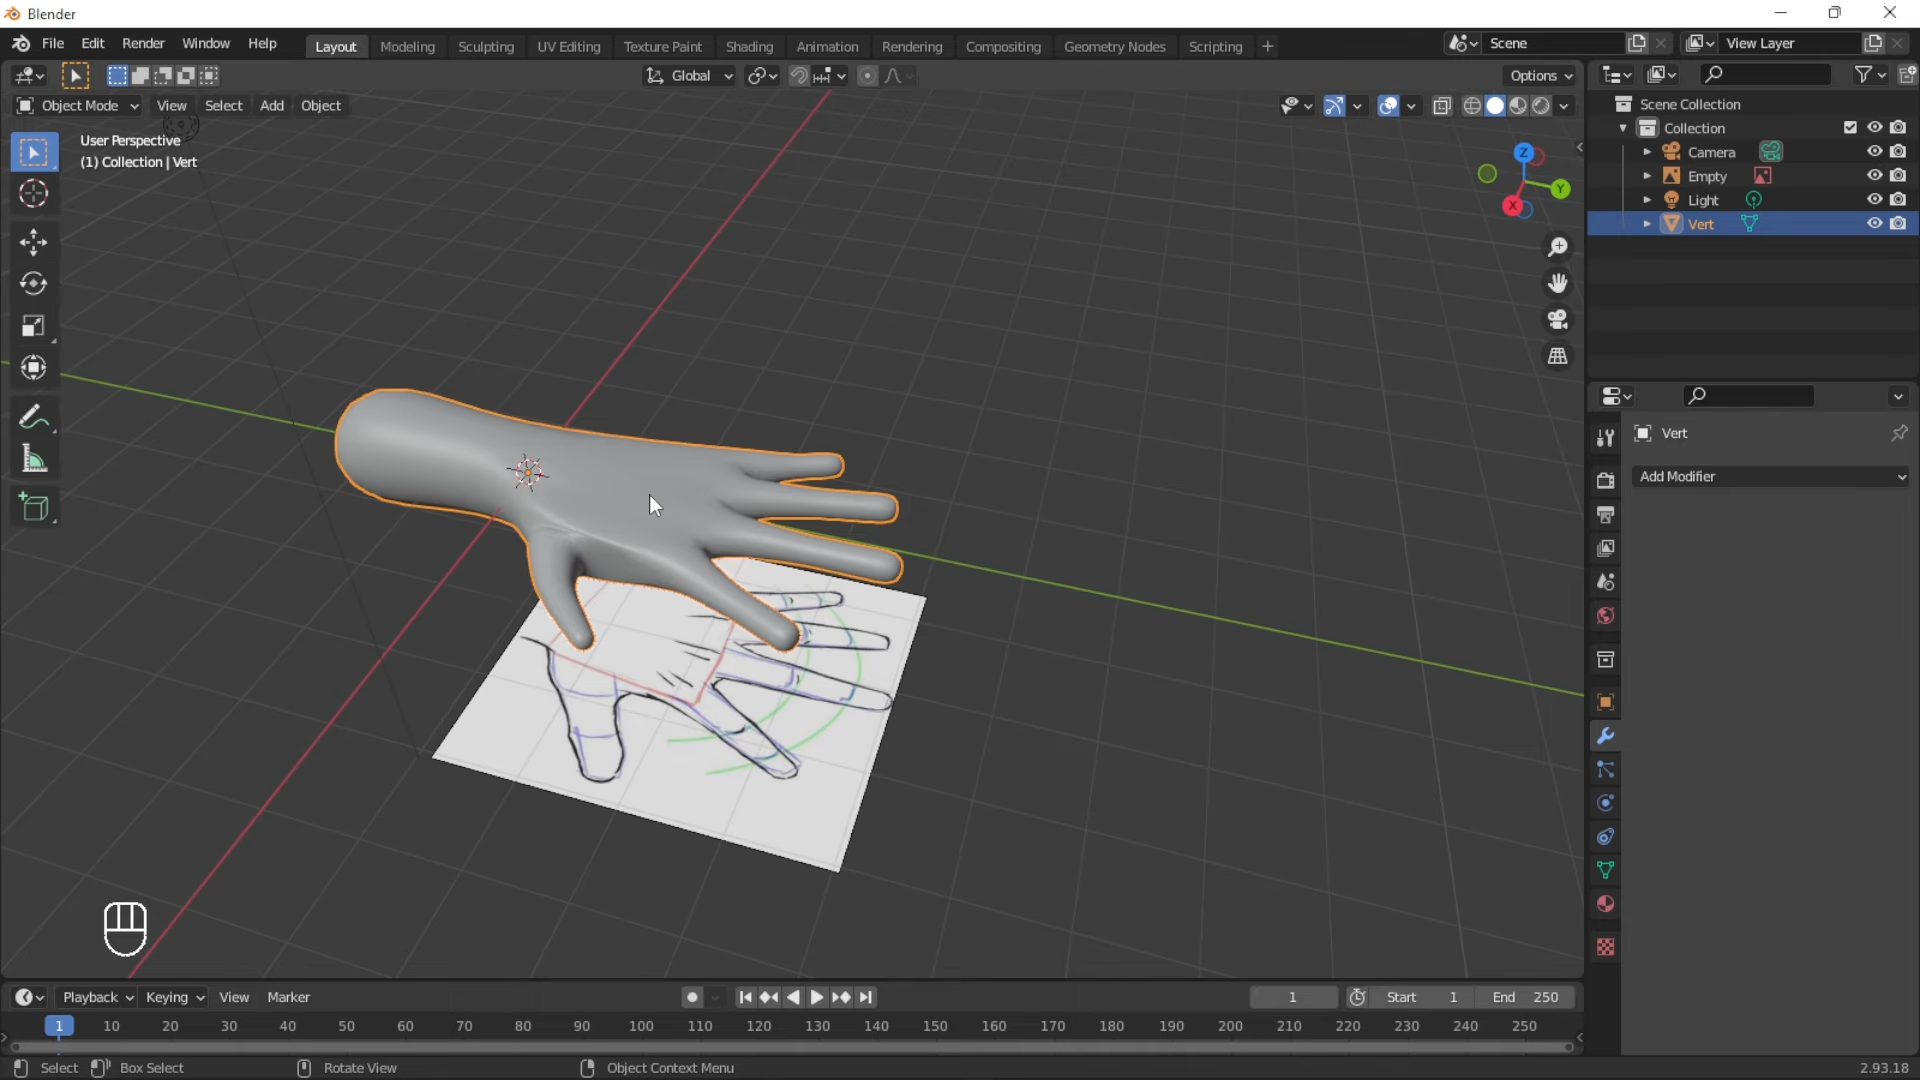 Blender
File Edit Render Window Help Layout Modeling Sculpting UV Editing Texture Paint Shading Animation Rendering Compositing Geometry Nodes Scripting + Scene View Layer
Global Options
Object Mode View Select Add Object
User Perspective
(1) Collection | Vert
Z
Y
X
Scene Collection
Collection
Camera
Empty
Light
Vert
Vert
Add Modifier
Playback Keying View Marker 1 Start 1 End 250
1 10 20 30 40 50 60 70 80 90 100 110 120 130 140 150 160 170 180 190 200 210 220 230 240 250
Select Box Select Rotate View Object Context Menu 2.93.18